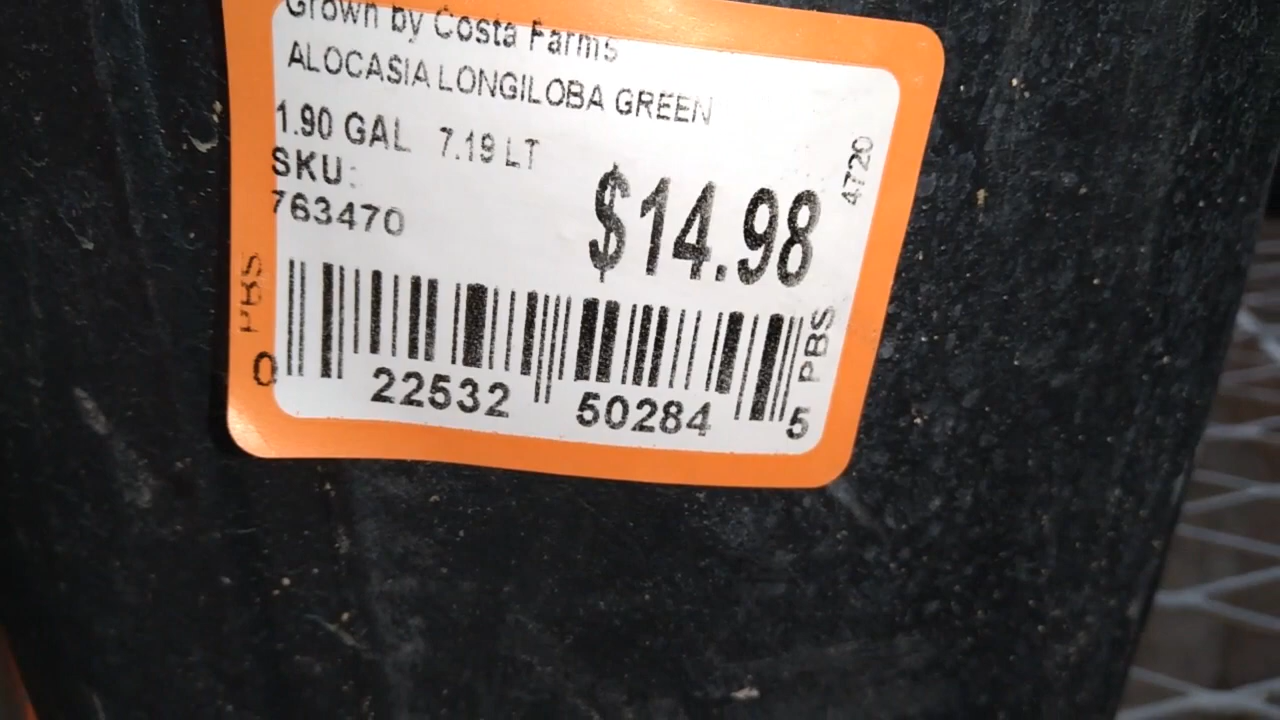 Grown by Costa Farms
ALOCASIA LONGILOBA GREEN
1.90 GAL 7.19 LT
SKU:
763470
$14.98
4720
PBS
PBS
0 22532 50284 5